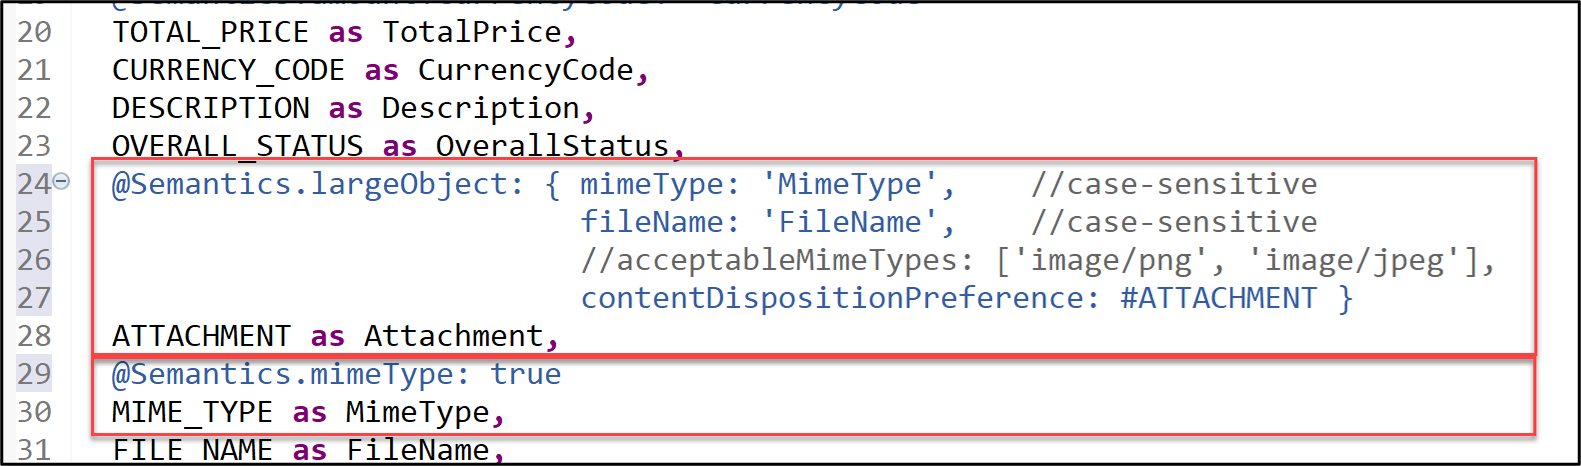 20 TOTAL_PRICE as TotalPrice,
21 CURRENCY_CODE as CurrencyCode,
22 DESCRIPTION as Description,
23 OVERALL_STATUS as OverallStatus,
24 @Semantics.largeObject: { mimeType: 'MimeType', //case-sensitive
25 fileName: 'FileName', //case-sensitive
26 //acceptableMimeTypes: ['image/png', 'image/jpeg'],
27 contentDispositionPreference: #ATTACHMENT }
28 ATTACHMENT as Attachment,
29 @Semantics.mimeType: true
30 MIME_TYPE as MimeType,
31 FILE_NAME as FileName,